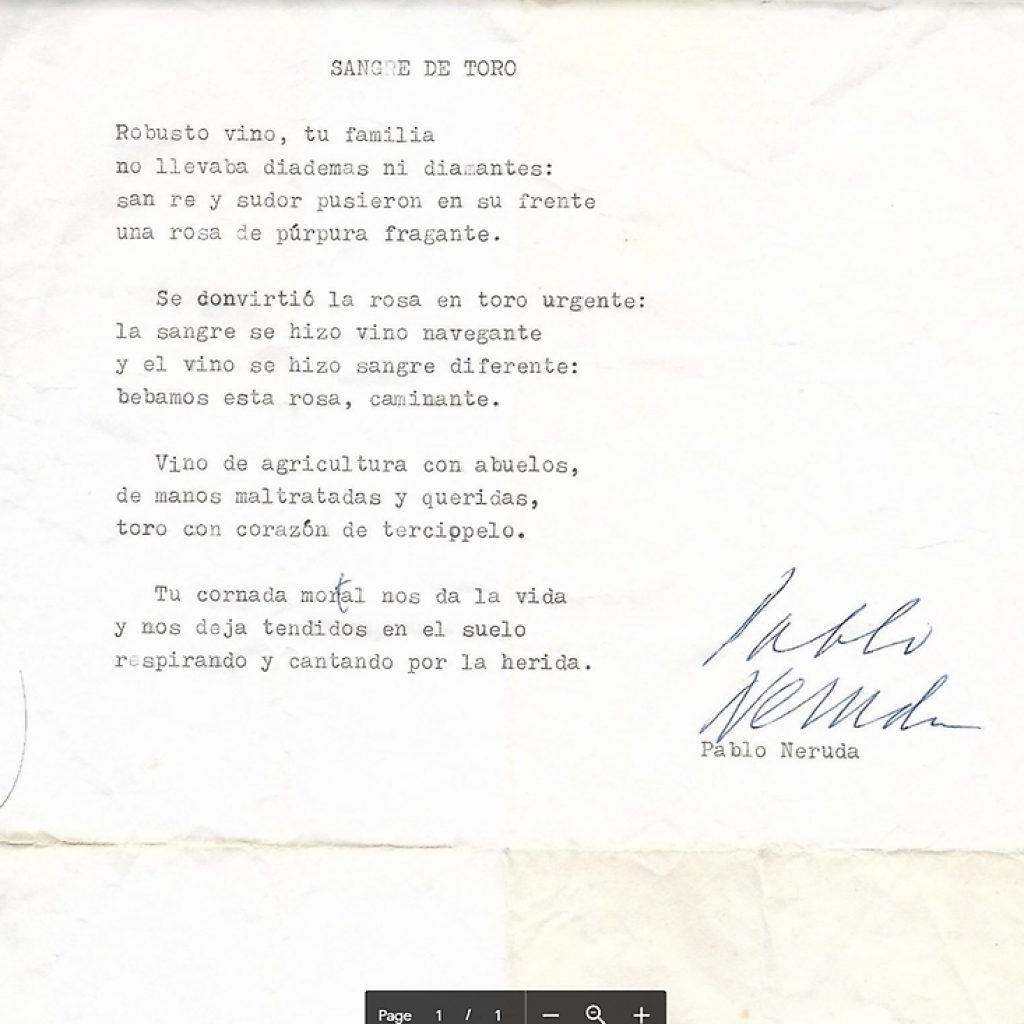 SANGRE DE TORO
Robusto vino, tu familia
no llevaba diademas ni diamantes:
san re y sudor pusieron en su frente
una rosa de púrpura fragante.
Se donvirtió la rosa en toro urgente:
la sangre se hizo vino navegante
y el vino se hizo sangre diferente:
bebamos esta rosa, caminante.
Vino de agricultura con abuelos,
de manos maltratadas y queridas,
toro con corazón de tercippelo.
Tu cornada mortal nos da la vida
y nos deja tendidos en el suelo
respirando y cantando por la herida.
Pablo
Neruda
Pablo Neruda
Page 1 / 1